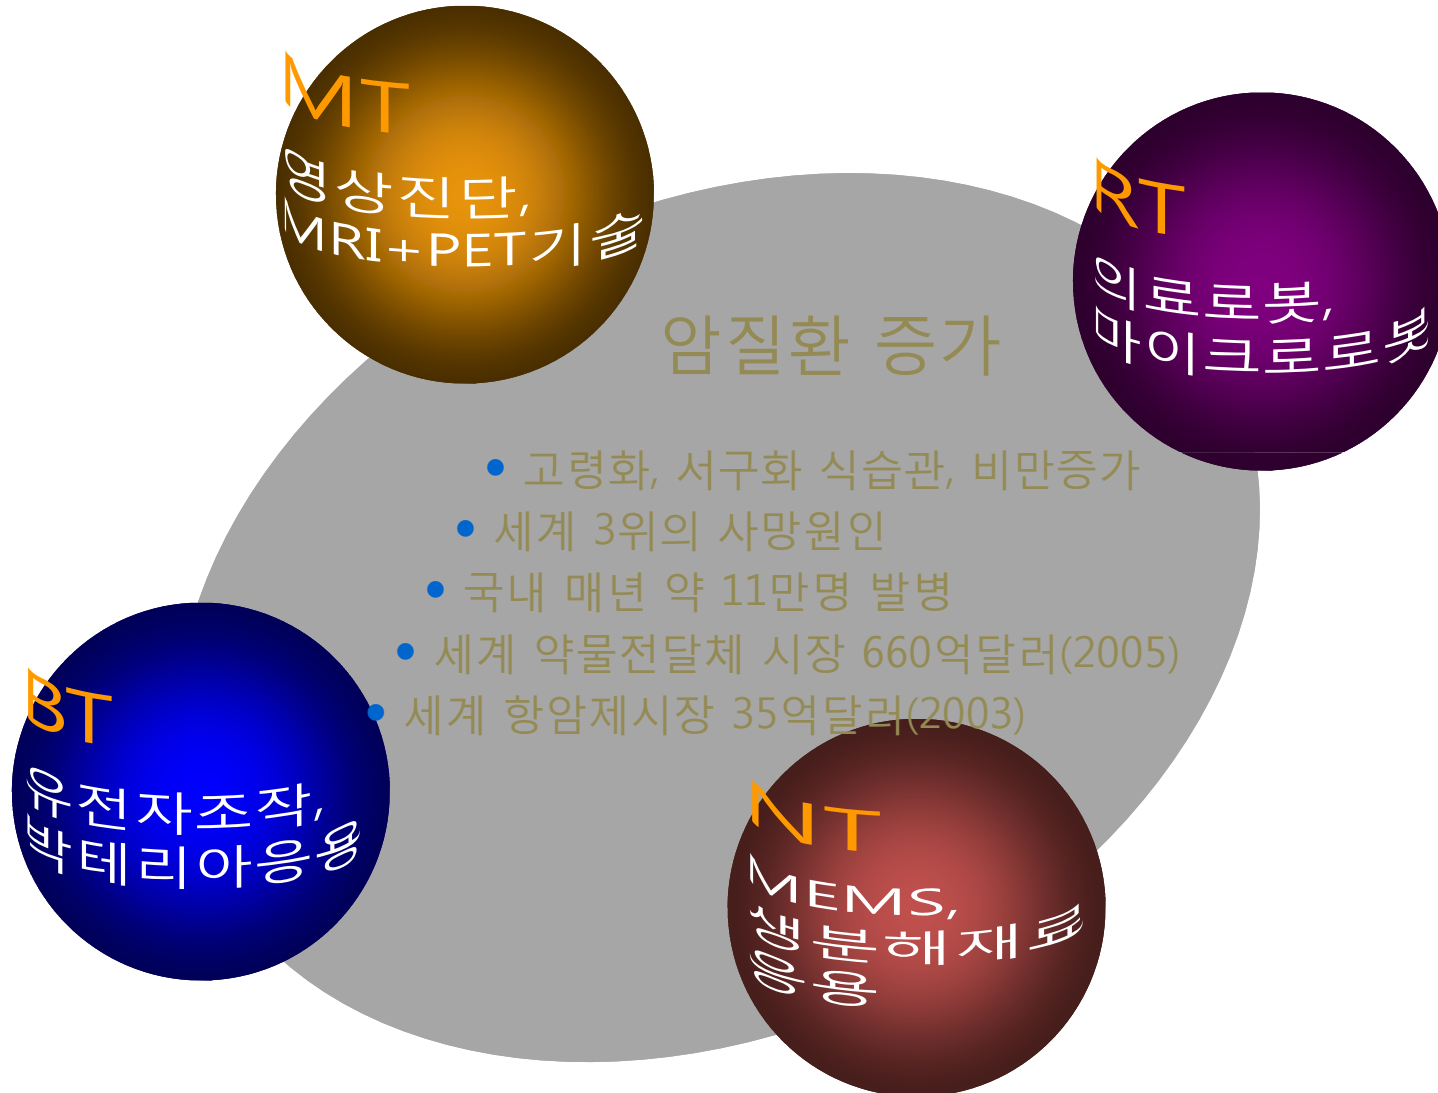 MT
영상진단,
MRI+PET기술
RT
의료로봇,
마이크로로봇
암질환 증가
• 고령화, 서구화 식습관, 비만증가
• 세계 3위의 사망원인
• 국내 매년 약 11만명 발병
• 세계 약물전달체 시장 660억달러(2005)
• 세계 항암제시장 35억달러(2003)
BT
유전자조작,
박테리아응용
NT
MEMS,
생분해재료
응용